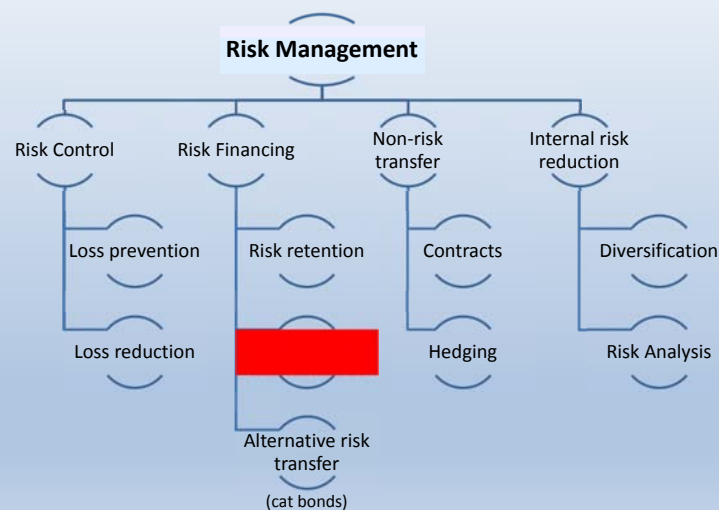 Risk Management
Risk Control
Risk Financing
Non-risk
transfer
Internal risk
reduction
Loss prevention
Risk retention
Contracts
Diversification
Loss reduction
Hedging
Risk Analysis
Alternative risk
transfer
(cat bonds)